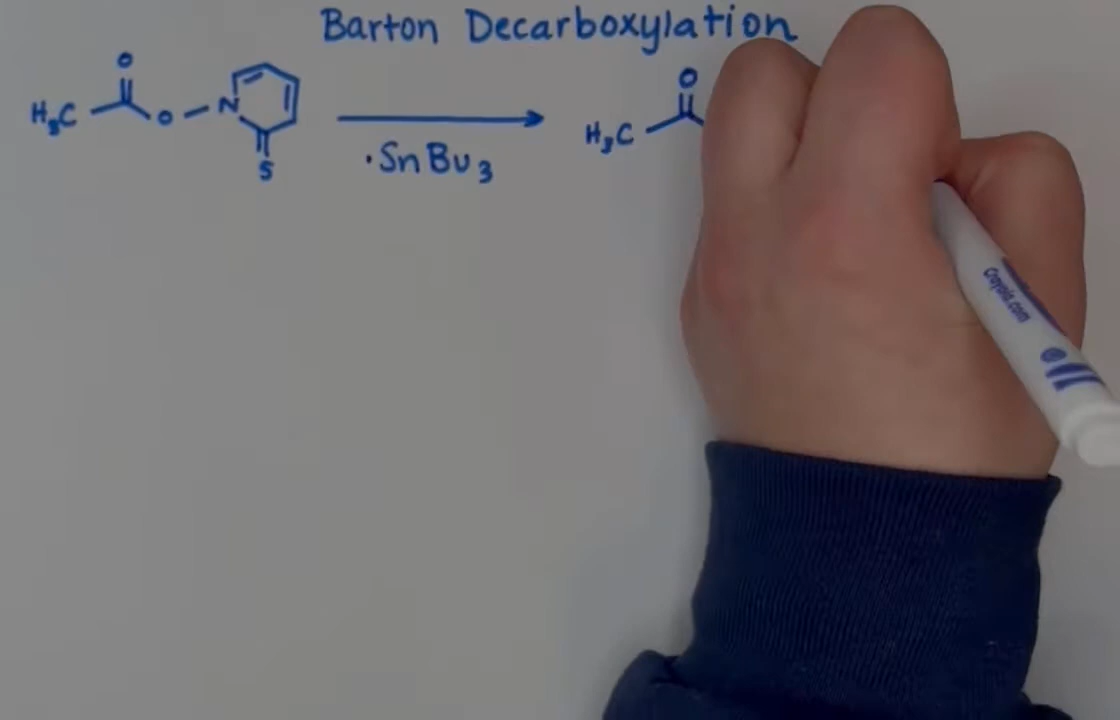 Barton Decarboxylation
O
H3C O N
S
·SnBu3
O
H3C
Crayola.com